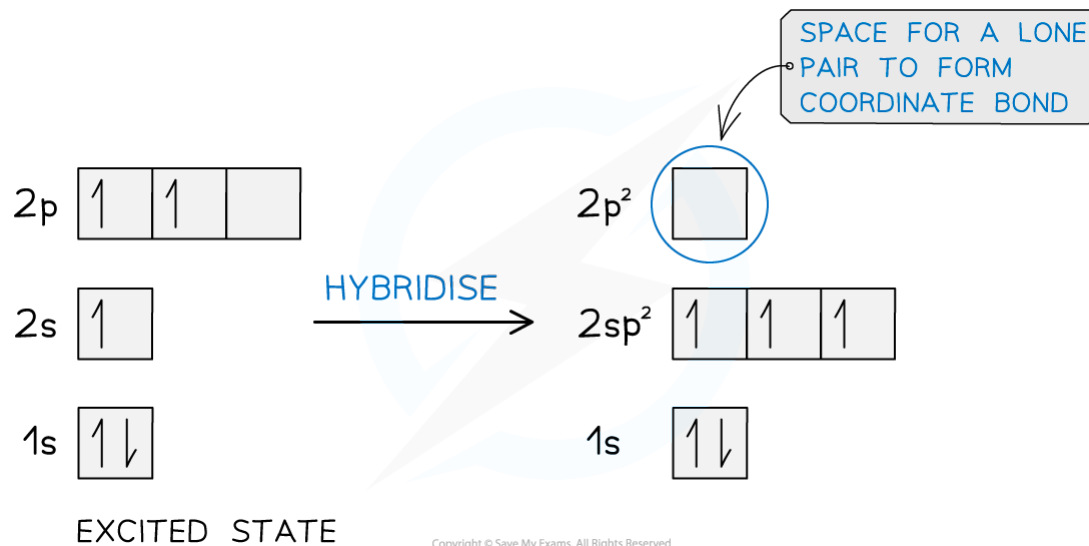 SPACE FOR A LONE
PAIR TO FORM
COORDINATE BOND
2p
2p²
HYBRIDISE
2s
2sp²
1s
1s
EXCITED STATE
Copyright © Save My Exams. All Rights Reserved